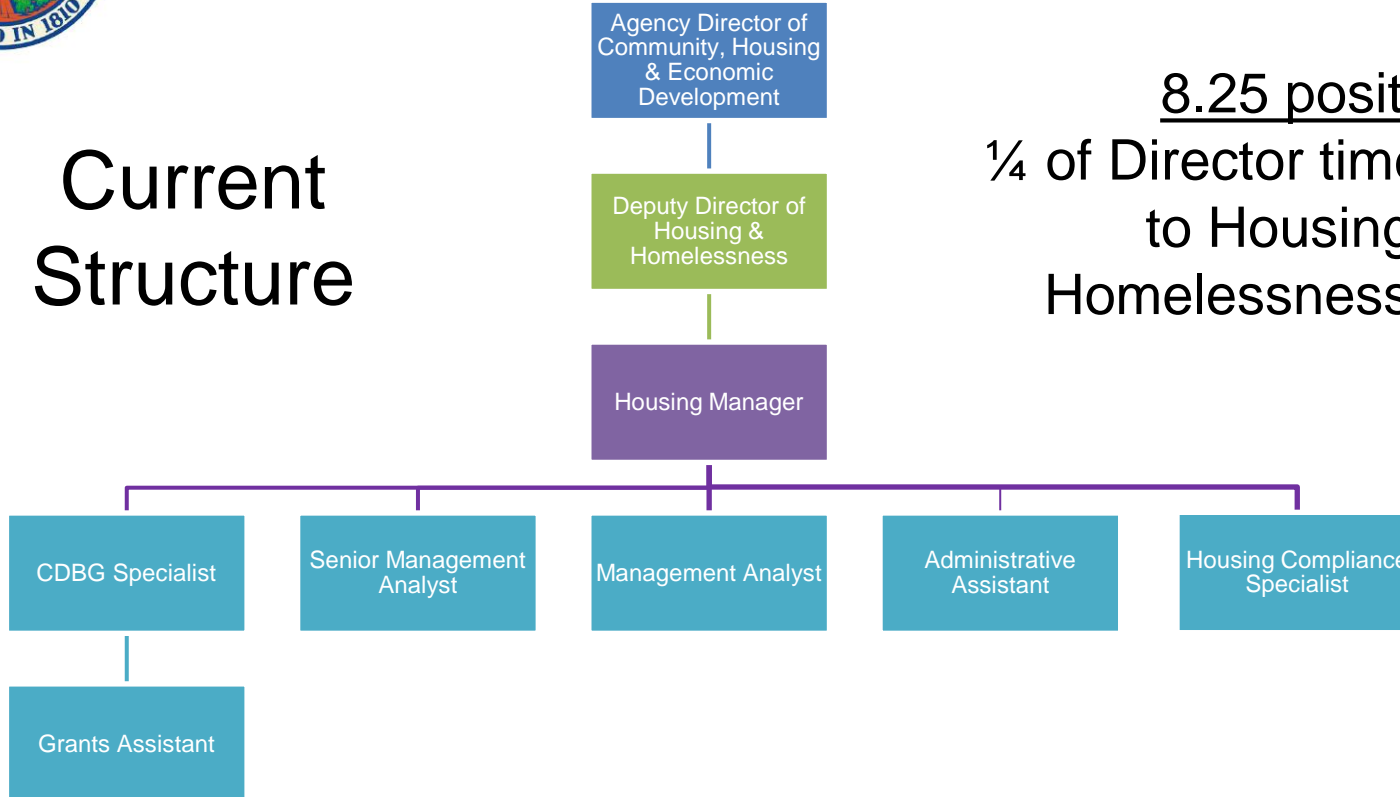 D IN 1810
Agency Director of
Community, Housing
& Economic
Development
8.25 posit
¼ of Director time
to Housing
Homelessness
Current
Structure
Deputy Director of
Housing &
Homelessness
Housing Manager
CDBG Specialist
Senior Management
Analyst
Management Analyst
Administrative
Assistant
Housing Compliance
Specialist
Grants Assistant